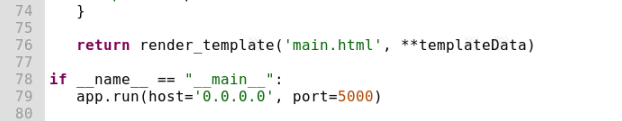 74 }
75
76 return render_template('main.html', **templateData)
77
78 if __name__ == "__main__":
79 app.run(host='0.0.0.0', port=5000)
80